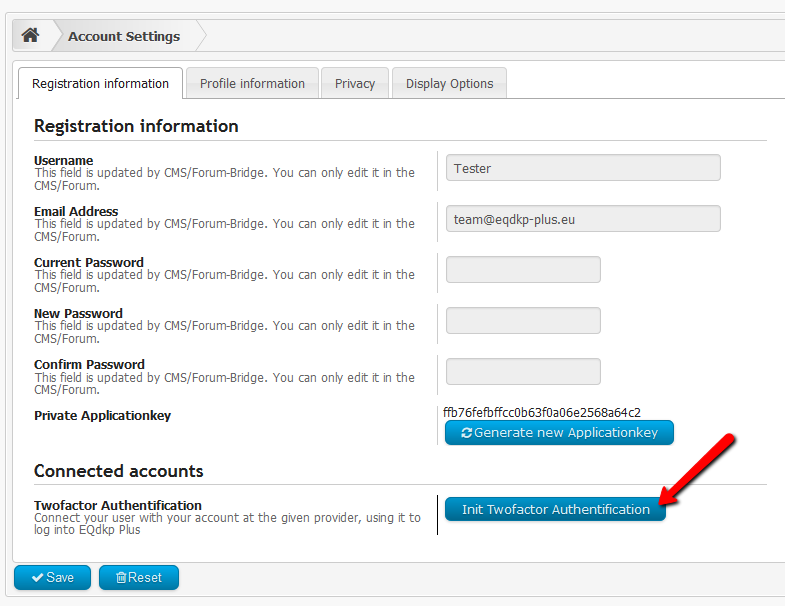 Account Settings
Registration information Profile information Privacy Display Options
Registration information
Username
This field is updated by CMS/Forum-Bridge. You can only edit it in the
CMS/Forum.
Tester
Email Address
This field is updated by CMS/Forum-Bridge. You can only edit it in the
CMS/Forum.
team@eqdkp-plus.eu
Current Password
This field is updated by CMS/Forum-Bridge. You can only edit it in the
CMS/Forum.
New Password
This field is updated by CMS/Forum-Bridge. You can only edit it in the
CMS/Forum.
Confirm Password
This field is updated by CMS/Forum-Bridge. You can only edit it in the
CMS/Forum.
Private Applicationkey
ffb76fefbffcc0b63f0a06e2568a64c2
Generate new Applicationkey
Connected accounts
Twofactor Authentification
Connect your user with your account at the given provider, using it to
log into EQdkp Plus
Init Twofactor Authentification
Save Reset